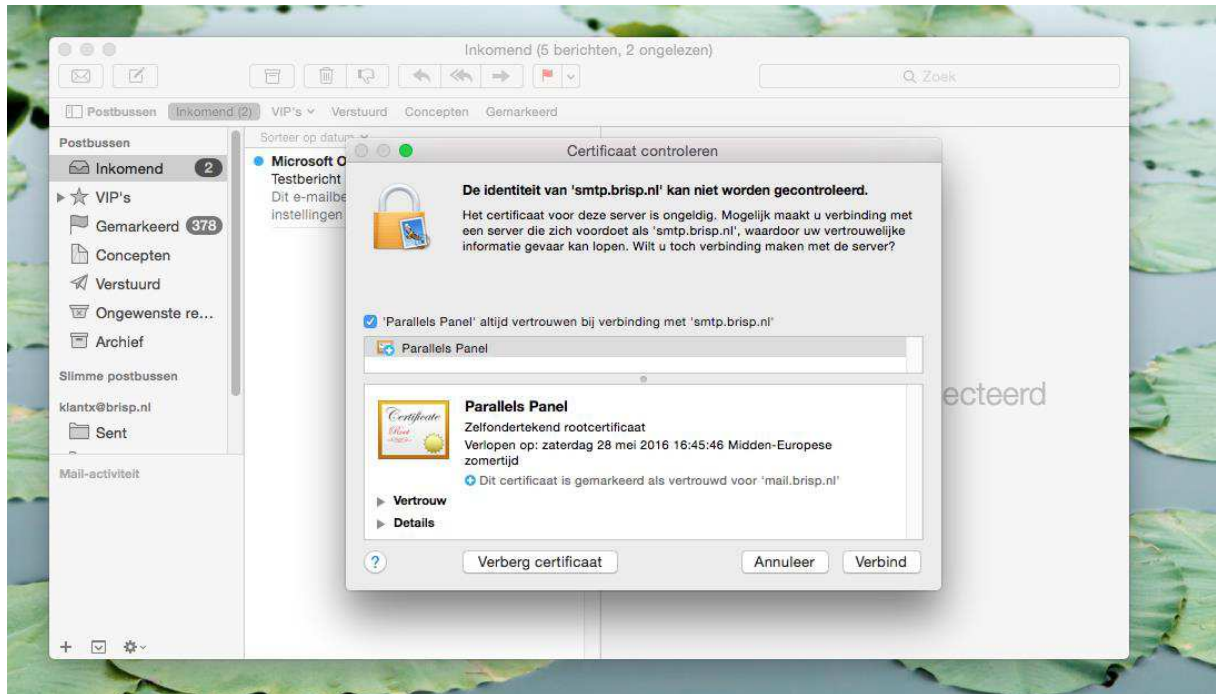 Inkomend (5 berichten, 2 ongelezen)
Zoek
Postbussen Inkomend (2) VIP's Verstuurd Concepten Gemarkeerd
Postbussen
Inkomend 2
VIP's
Gemarkeerd 378
Concepten
Verstuurd
Ongewenste re...
Archief
Slimme postbussen
klantx@brisp.nl
Sent
Mail-activiteit
Sorteer op datum
Microsoft O
Testbericht
Dit e-mailbe
instellingen
Certificaat controleren
De identiteit van 'smtp.brisp.nl' kan niet worden gecontroleerd.
Het certificaat voor deze server is ongeldig. Mogelijk maakt u verbinding met
een server die zich voordoet als 'smtp.brisp.nl', waardoor uw vertrouwelijke
informatie gevaar kan lopen. Wilt u toch verbinding maken met de server?
'Parallels Panel' altijd vertrouwen bij verbinding met 'smtp.brisp.nl'
Parallels Panel
Certificate
Root
Parallels Panel
Zelfondertekend rootcertificaat
Verlopen op: zaterdag 28 mei 2016 16:45:46 Midden-Europese
zomertijd
Dit certificaat is gemarkeerd als vertrouwd voor 'mail.brisp.nl'
Vertrouw
Details
? Verberg certificaat Annuleer Verbind
ecteerd